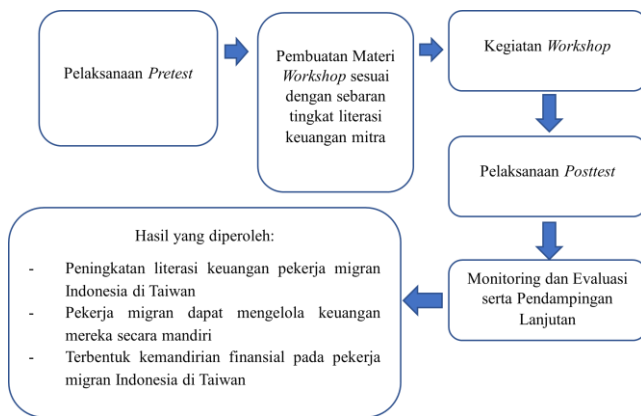 Pelaksanaan Pretest
Pembuatan Materi
Workshop sesuai
dengan sebaran
tingkat literasi
keuangan mitra
Kegiatan Workshop
Pelaksanaan Posttest
Monitoring dan Evaluasi
serta Pendampingan
Lanjutan
Hasil yang diperoleh:
- Peningkatan literasi keuangan pekerja migran
Indonesia di Taiwan
- Pekerja migran dapat mengelola keuangan
mereka secara mandiri
- Terbentuk kemandirian finansial pada pekerja
migran Indonesia di Taiwan